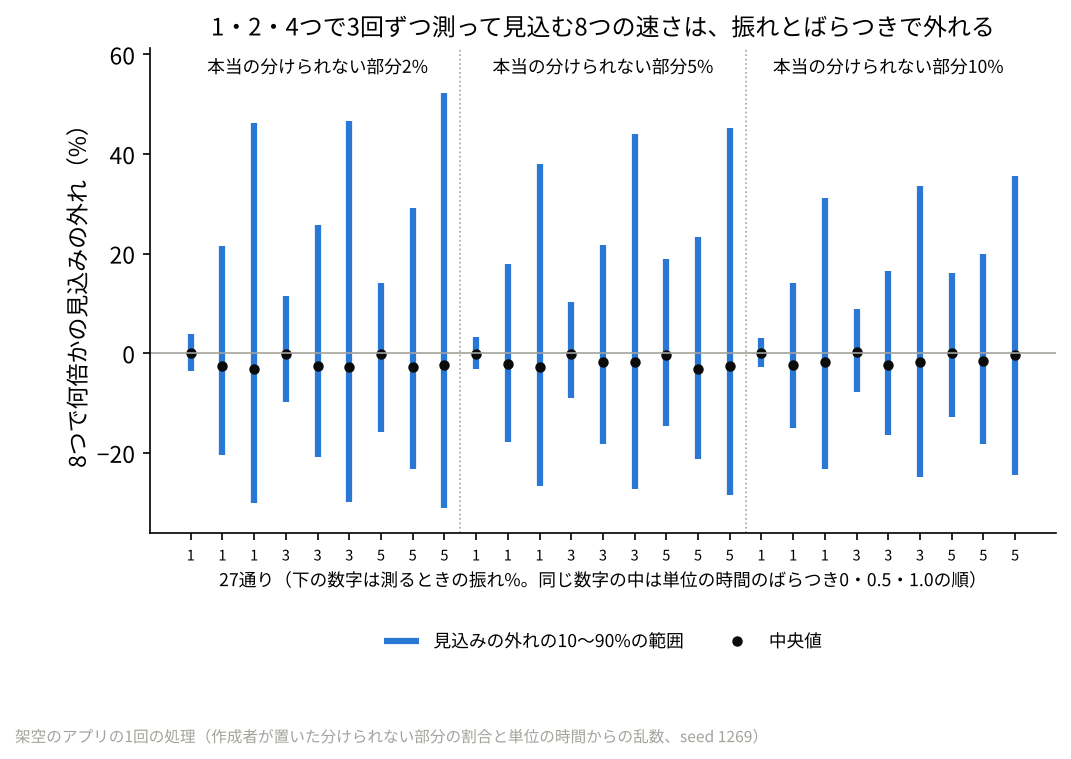 1・2・4つで3回ずつ測って見込む8つの速さは、振れとばらつきで外れる
本当の分けられない部分2%
本当の分けられない部分5%
本当の分けられない部分10%
8つで何倍かの見込みの外れ（%）
60
40
20
0
−20
1 1 1 3 3 3 5 5 5 1 1 1 3 3 3 5 5 5 1 1 1 3 3 3 5 5 5
27通り（下の数字は測るときの振れ%。同じ数字の中は単位の時間のばらつき0・0.5・1.0の順）
見込みの外れの10〜90%の範囲
中央値
架空のアプリの1回の処理（作成者が置いた分けられない部分の割合と単位の時間からの乱数、seed 1269）